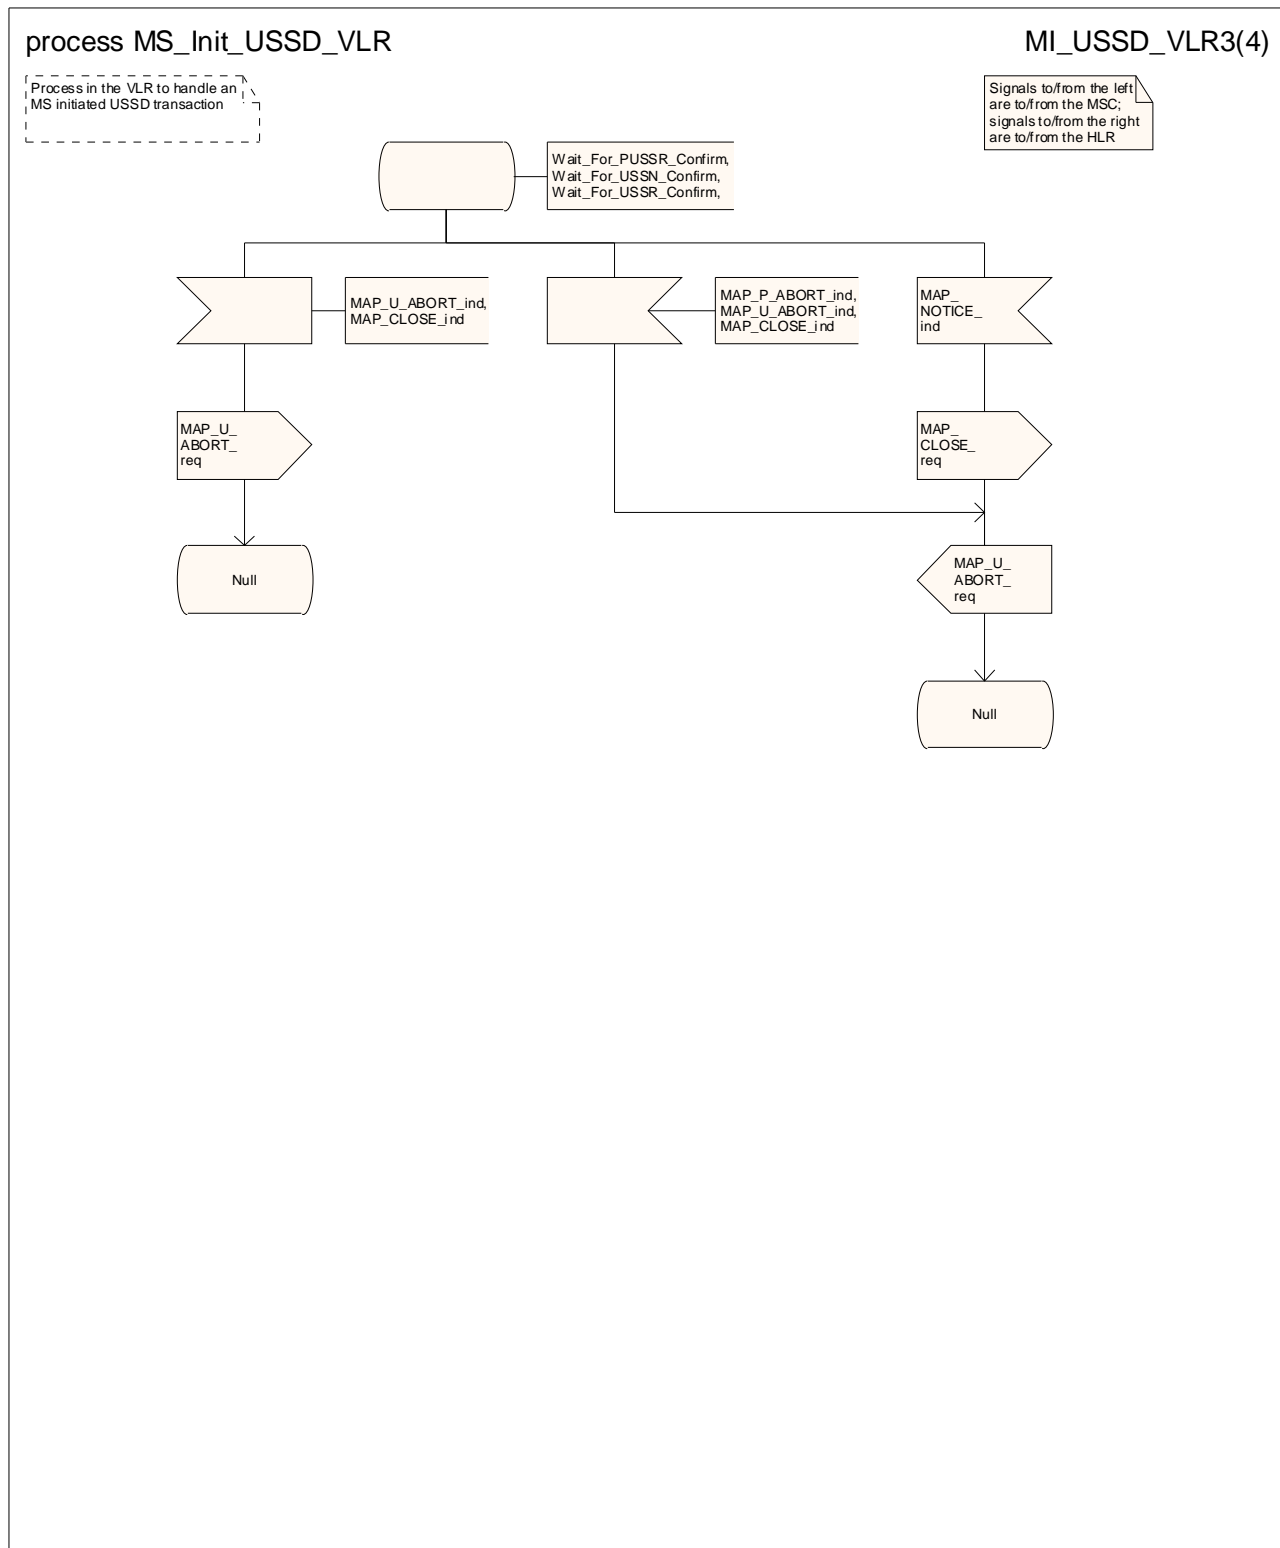 process MS_Init_USSD_VLR
MI_USSD_VLR3(4)
Process in the VLR to handle an
MS initiated USSD transaction
Signals to/from the left
are to/from the MSC;
signals to/from the right
are to/from the HLR
Wait_For_PUSSR_Confirm,
Wait_For_USSN_Confirm,
Wait_For_USSR_Confirm,
MAP_U_ABORT_ind,
MAP_CLOSE_ind
MAP_P_ABORT_ind,
MAP_U_ABORT_ind,
MAP_CLOSE_ind
MAP_
NOTICE_
ind
MAP_U_
ABORT_
req
MAP_
CLOSE_
req
Null
MAP_U_
ABORT_
req
Null